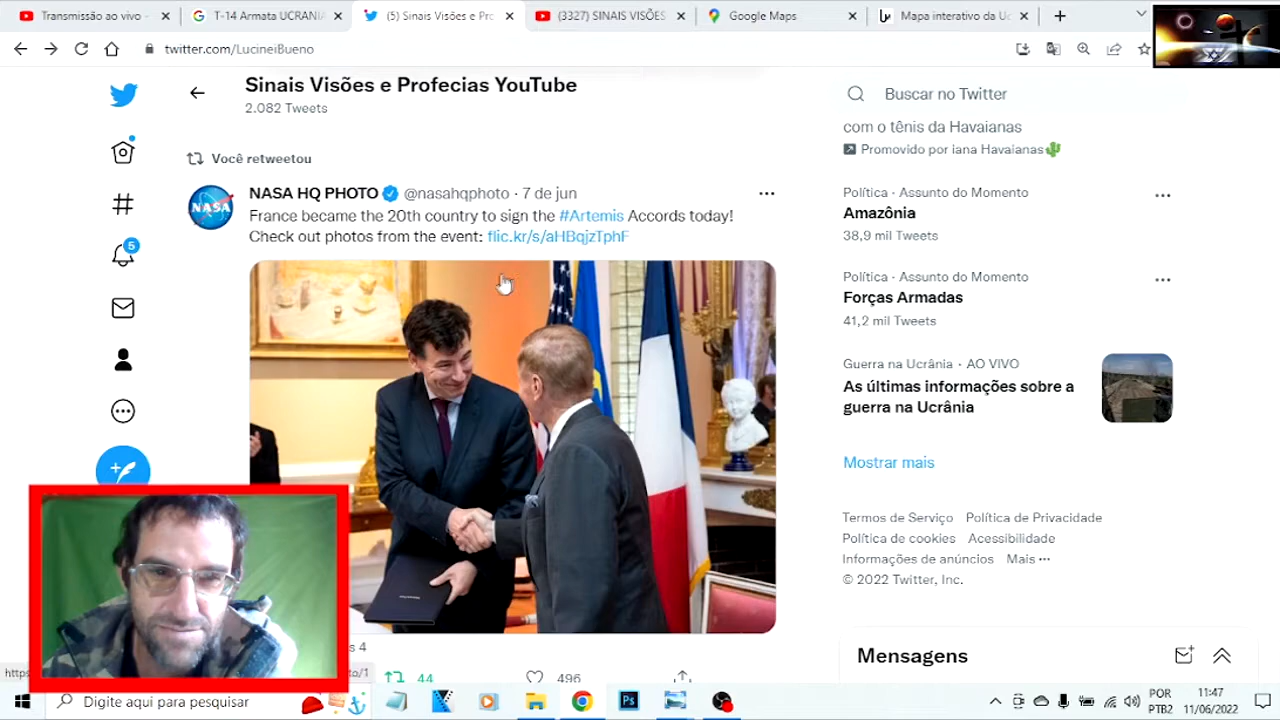 Transmissão ao vivo -
T-14 Armata UCRANIA
(5) Sinais Visões e Pro
(3327) SINAIS VISÕES
Google Maps
Mapa interativo da Uc
twitter.com/LucineiBueno
Sinais Visões e Profecias YouTube
2.082 Tweets
Buscar no Twitter
com o tênis da Havaianas
Promovido por iana Havaianas
Você retweetou
NASA HQ PHOTO @nasahqphoto · 7 de jun
NASA
France became the 20th country to sign the #Artemis Accords today!
Check out photos from the event: flic.kr/s/aHBqjzTphF
Política · Assunto do Momento
Amazônia
38,9 mil Tweets
Política · Assunto do Momento
Forças Armadas
41,2 mil Tweets
Guerra na Ucrânia · AO VIVO
As últimas informações sobre a
guerra na Ucrânia
Mostrar mais
5
Termos de Serviço Política de Privacidade
Política de cookies Acessibilidade
Informações de anúncios Mais ···
© 2022 Twitter, Inc.
4
44
496
Mensagens
Digite aqui para pesquisar
POR
PTB2
11:47
11/06/2022